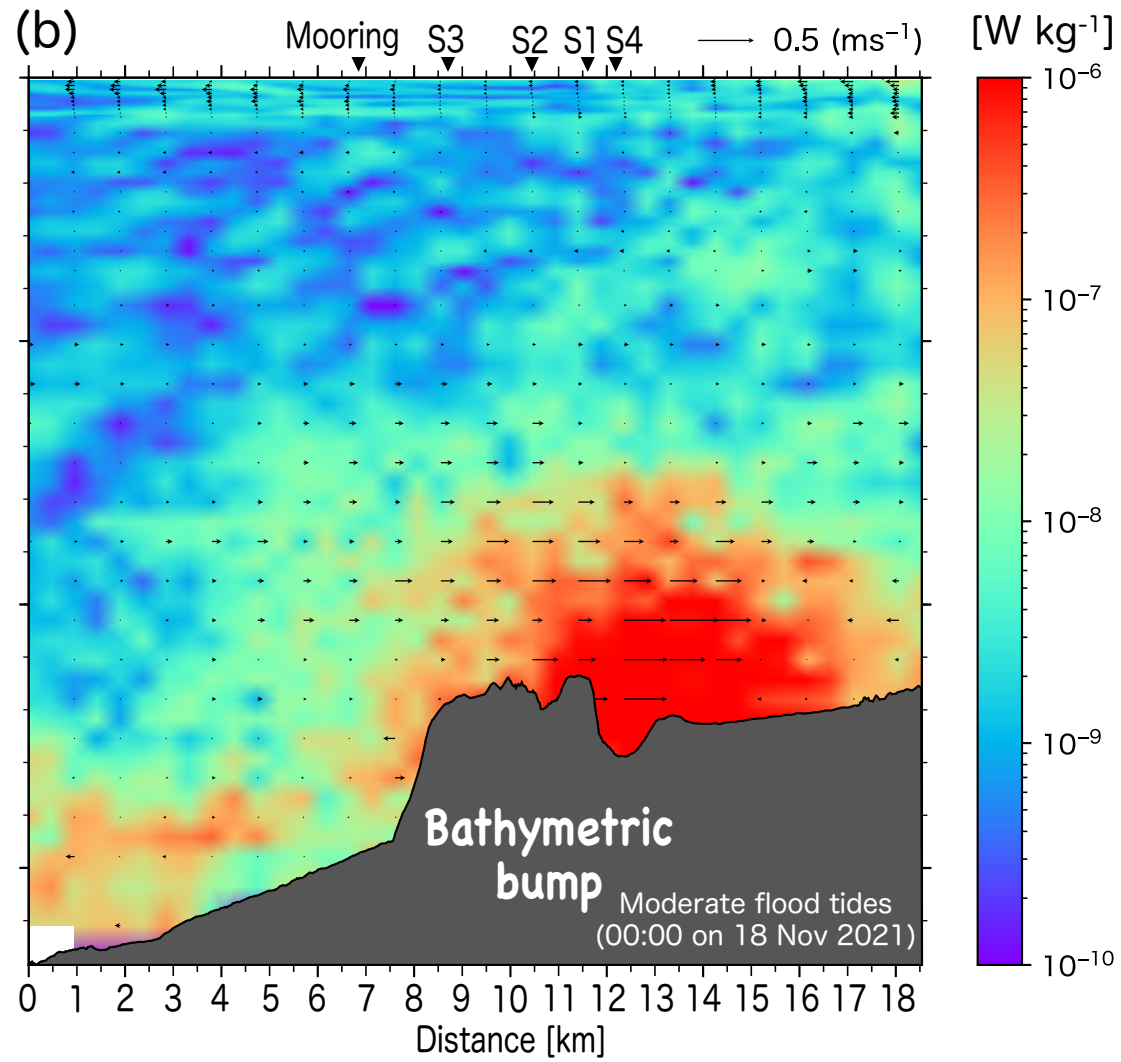 (b)
Mooring S3 S2 S1 S4 0.5 (ms⁻¹)
[W kg⁻¹]
10⁻⁶
10⁻⁷
10⁻⁸
10⁻⁹
10⁻¹⁰
Bathymetric
bump
Moderate flood tides
(00:00 on 18 Nov 2021)
0 1 2 3 4 5 6 7 8 9 10 11 12 13 14 15 16 17 18
Distance [km]